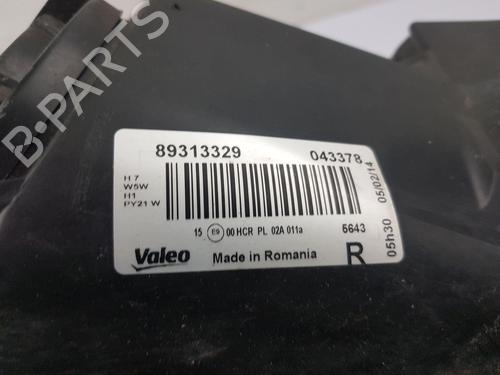 B-PARTS
89313329 043378
H7
W5W
H1
PY21 W
15 E9 00 HCR PL 02A 011a 5643
Valeo Made in Romania R
05h30 05/02/14